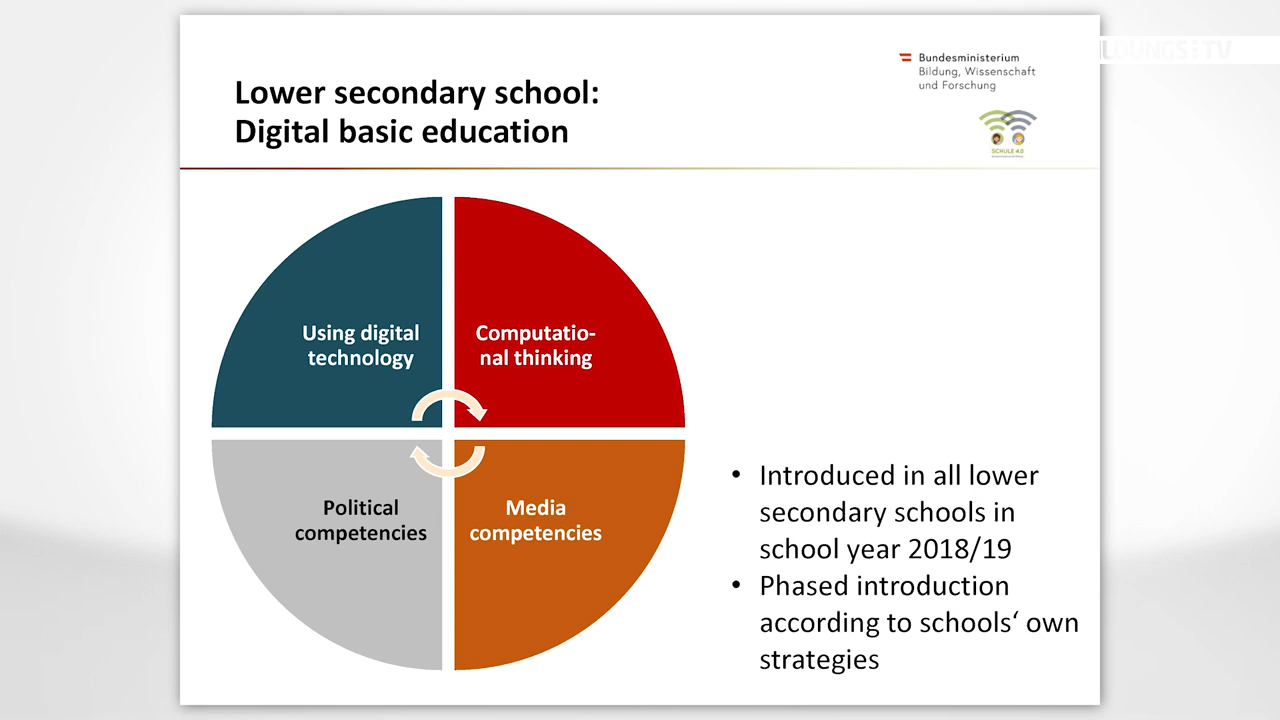 Lower secondary school:
Digital basic education
Bundesministerium
Bildung, Wissenschaft
und Forschung
SCHULE 4.0
Using digital
technology
Computatio-
nal thinking
Political
competencies
Media
competencies
• Introduced in all lower
secondary schools in
school year 2018/19
• Phased introduction
according to schools‘ own
strategies